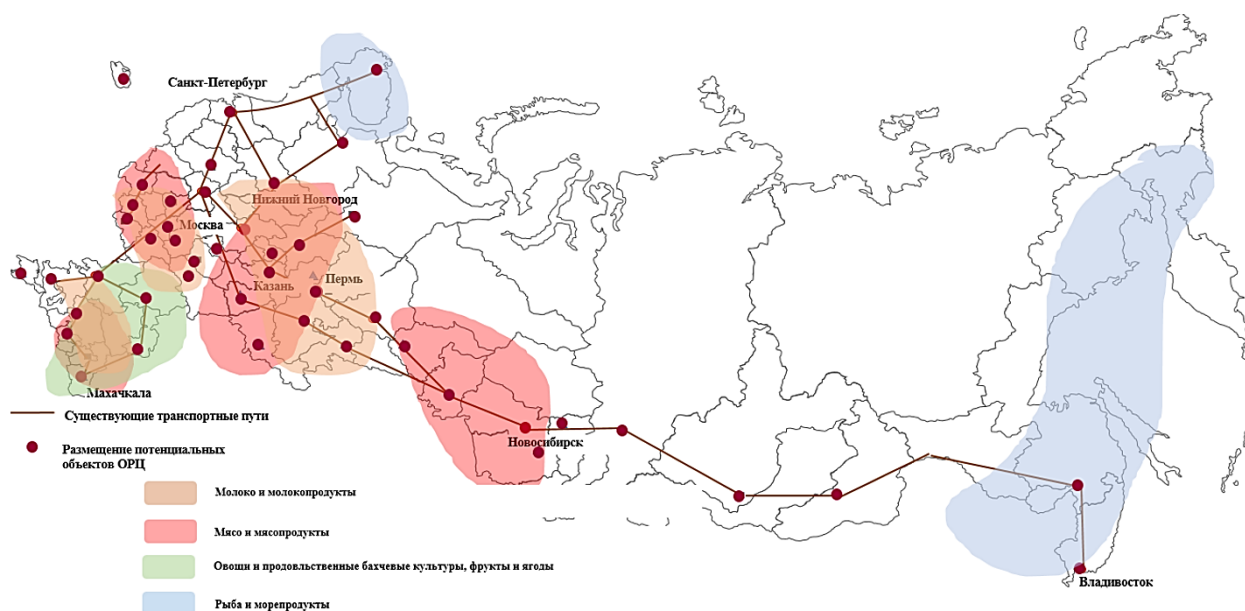 Санкт-Петербург
Нижний Новгород
Москва
Казань
Пермь
Махачкала
Новосибирск
Владивосток
Существующие транспортные пути
Размещение потенциальных
объектов ОРЦ
Молоко и молокопродукты
Мясо и мясопродукты
Овощи и продовльственные бахчевые культуры, фрукты и ягоды
Рыба и морепродукты